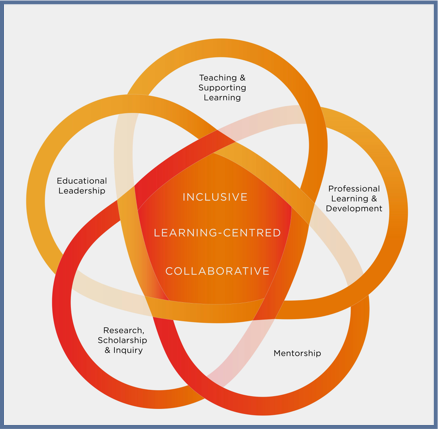 Teaching &
Supporting
Learning
Educational
Leadership
Professional
Learning &
Development
INCLUSIVE
LEARNING-CENTRED
COLLABORATIVE
Research,
Scholarship
& Inquiry
Mentorship